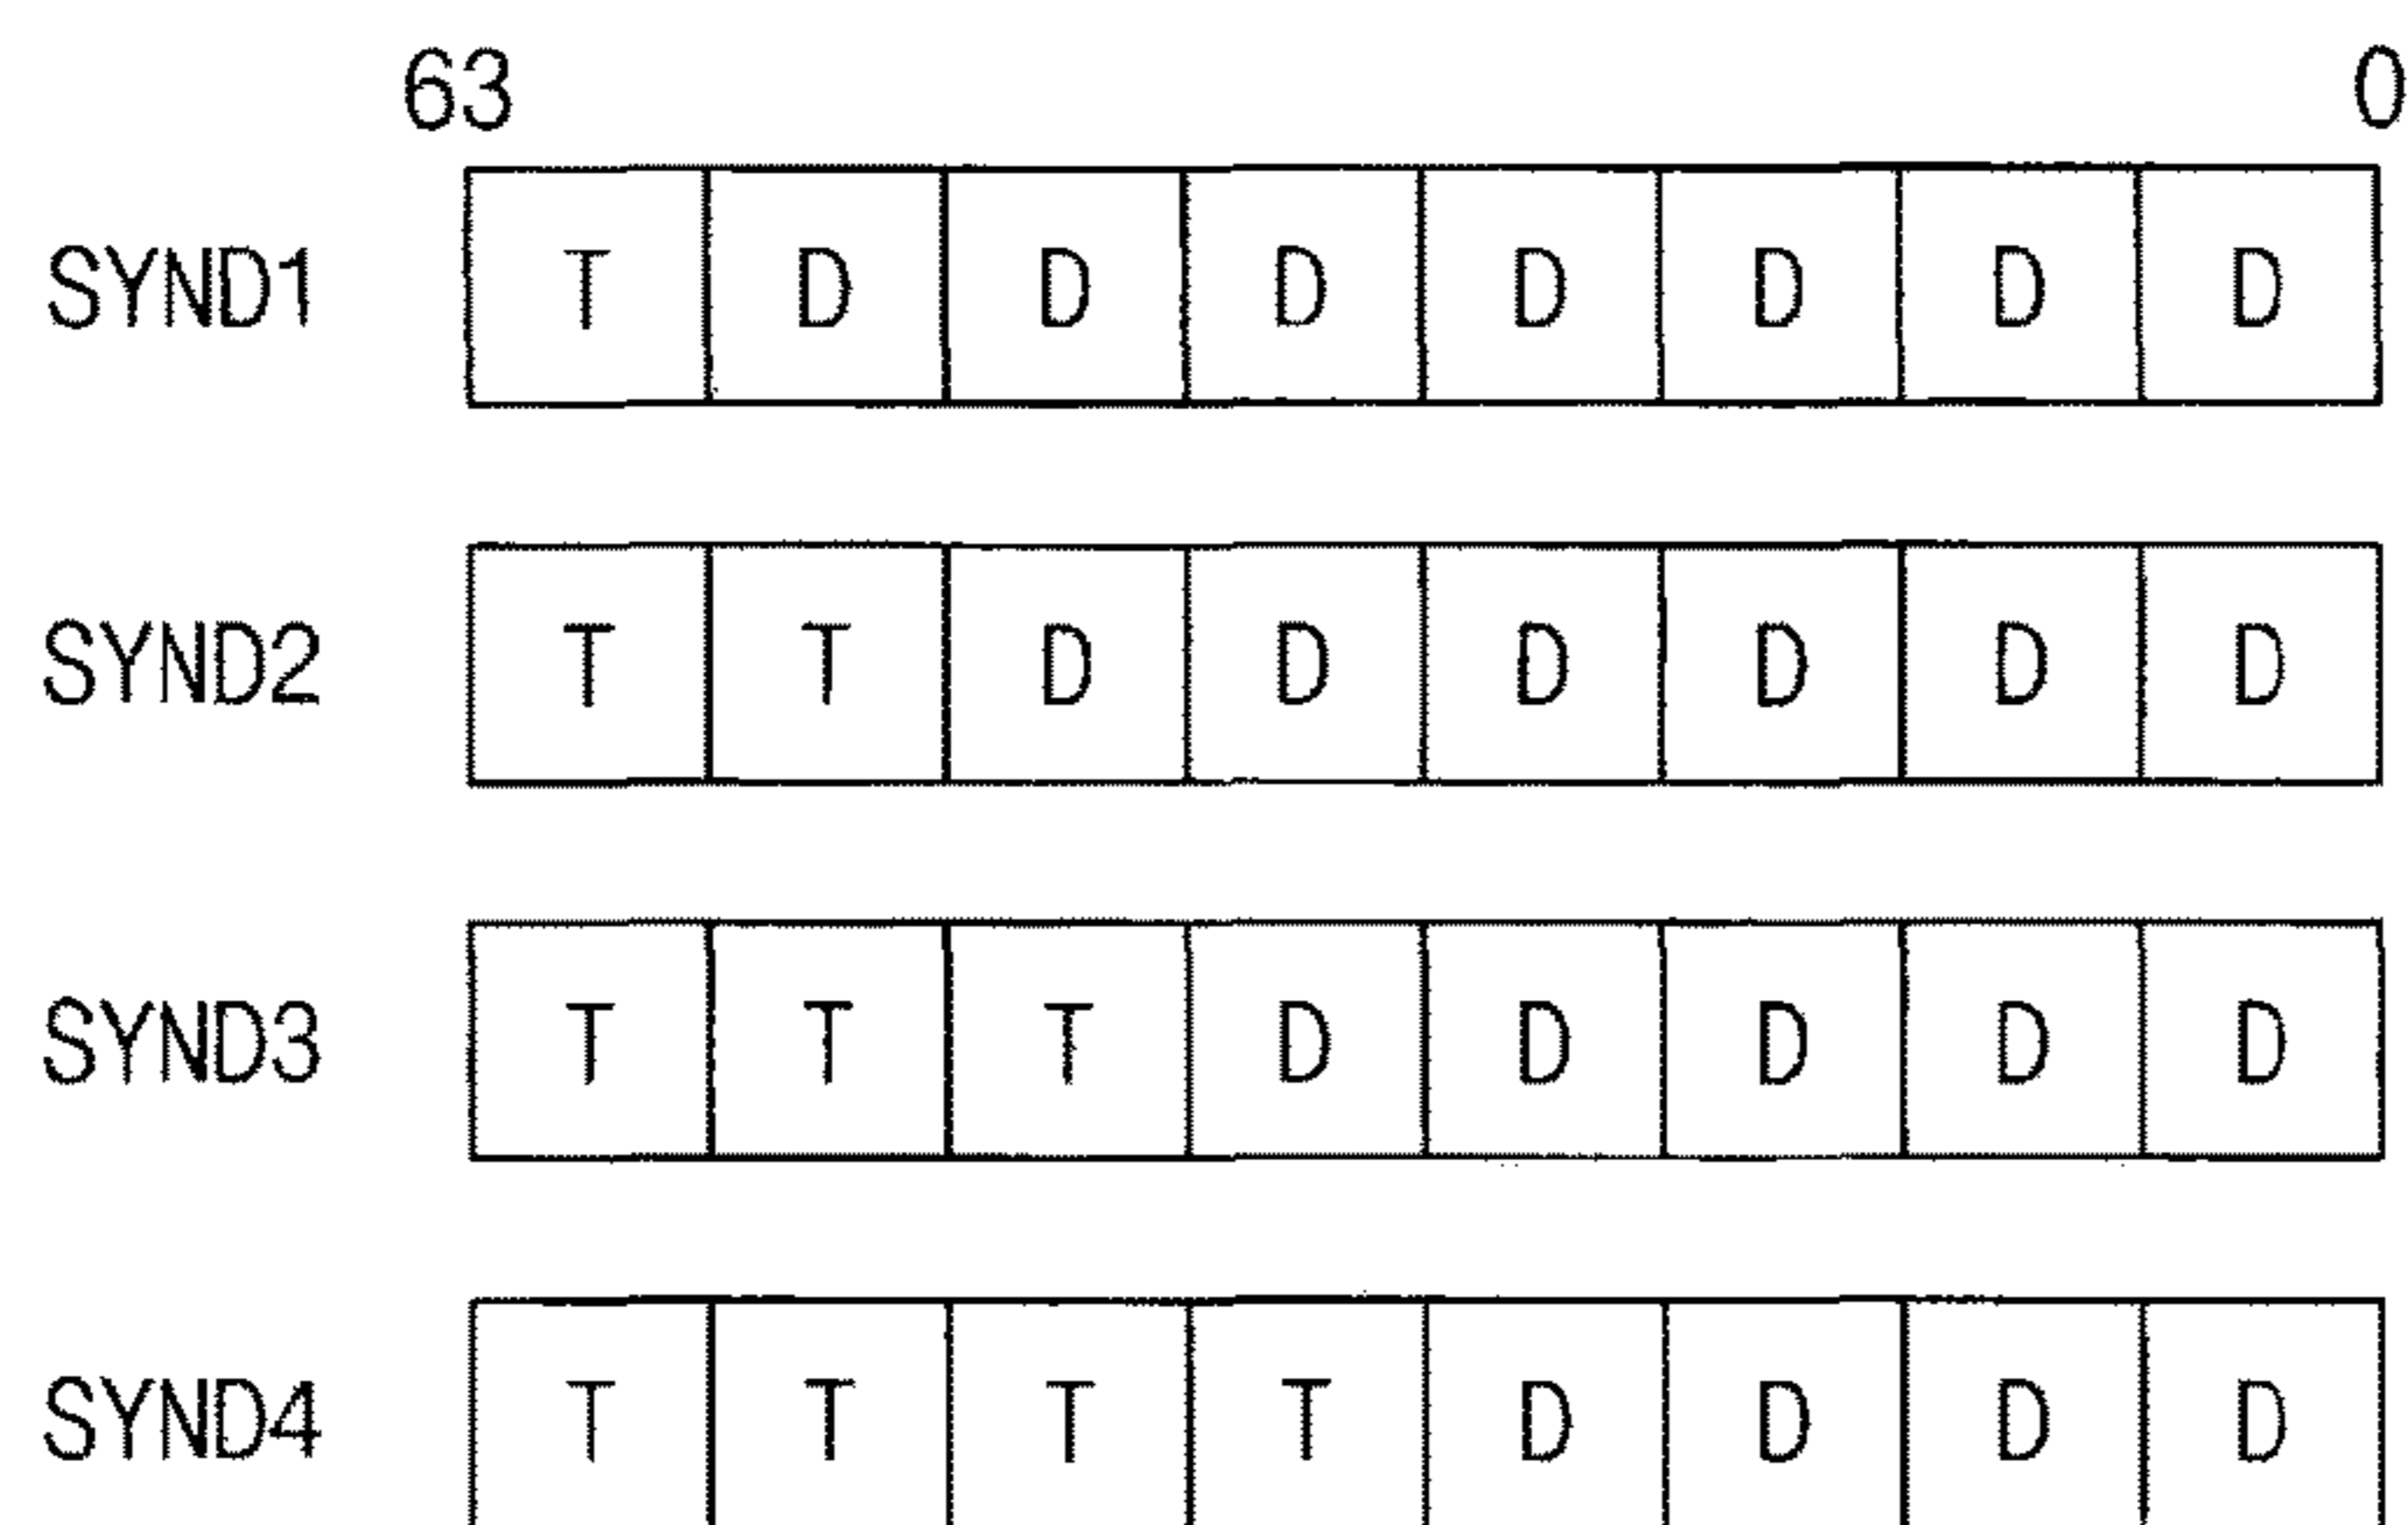 63 0
SYND1 T D D D D D D D
SYND2 T T D D D D D D
SYND3 T T T D D D D D
SYND4 T T T T D D D D